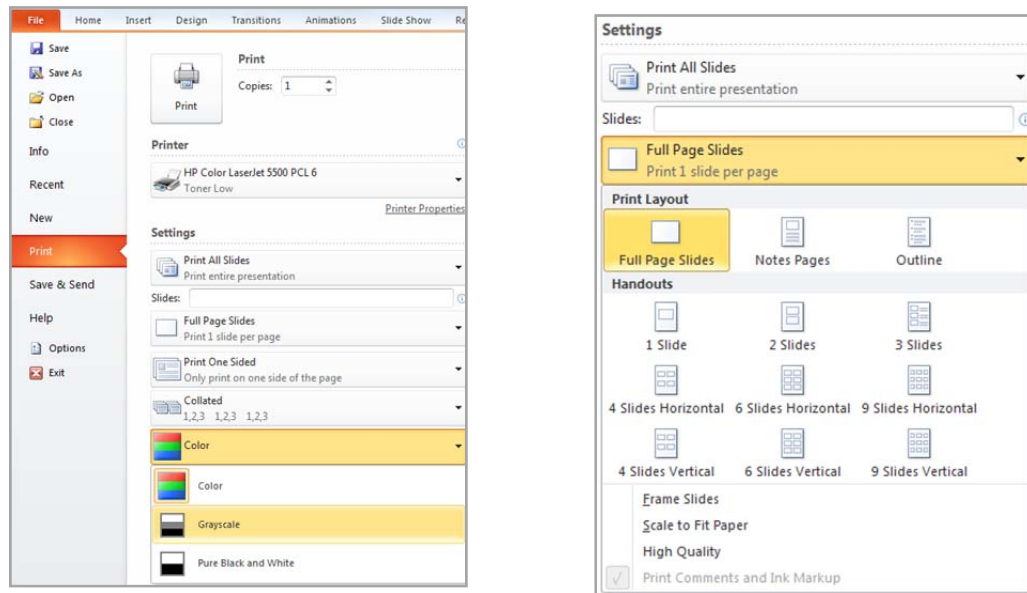 File Home Insert Design Transitions Animations Slide Show Re
Save
Save As
Open
Close
Info
Recent
New
Print
Save & Send
Help
Options
Exit
Print
Print
Copies: 1
Printer
HP Color LaserJet 5500 PCL 6
Toner Low
Printer Properties
Settings
Print All Slides
Print entire presentation
Slides:
Full Page Slides
Print 1 slide per page
Print One Sided
Only print on one side of the page
Collated
1,2,3 1,2,3 1,2,3
Color
Color
Grayscale
Pure Black and White
Settings
Print All Slides
Print entire presentation
Slides:
Full Page Slides
Print 1 slide per page
Print Layout
Full Page Slides Notes Pages Outline
Handouts
1 Slide 2 Slides 3 Slides
4 Slides Horizontal 6 Slides Horizontal 9 Slides Horizontal
4 Slides Vertical 6 Slides Vertical 9 Slides Vertical
Frame Slides
Scale to Fit Paper
High Quality
Print Comments and Ink Markup